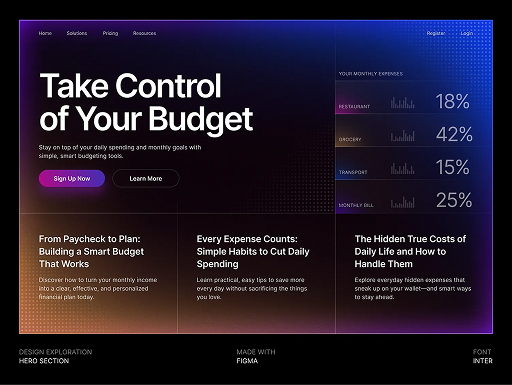 Home Solutions Pricing Resources Register Login
Take Control
of Your Budget
Stay on top of your daily spending and monthly goals with
simple, smart budgeting tools.
Sign Up Now Learn More
YOUR MONTHLY EXPENSES
RESTAURANT 18%
GROCERY 42%
TRANSPORT 15%
MONTHLY BILL 25%
From Paycheck to Plan:
Building a Smart Budget
That Works
Discover how to turn your monthly income
into a clear, effective, and personalized
financial plan today.
Every Expense Counts:
Simple Habits to Cut Daily
Spending
Learn practical, easy tips to save more
every day without sacrificing the things
you love.
The Hidden True Costs of
Daily Life and How to
Handle Them
Explore everyday hidden expenses that
sneak up on your wallet—and smart ways
to stay ahead.
DESIGN EXPLORATION
HERO SECTION
MADE WITH
FIGMA
FONT
INTER